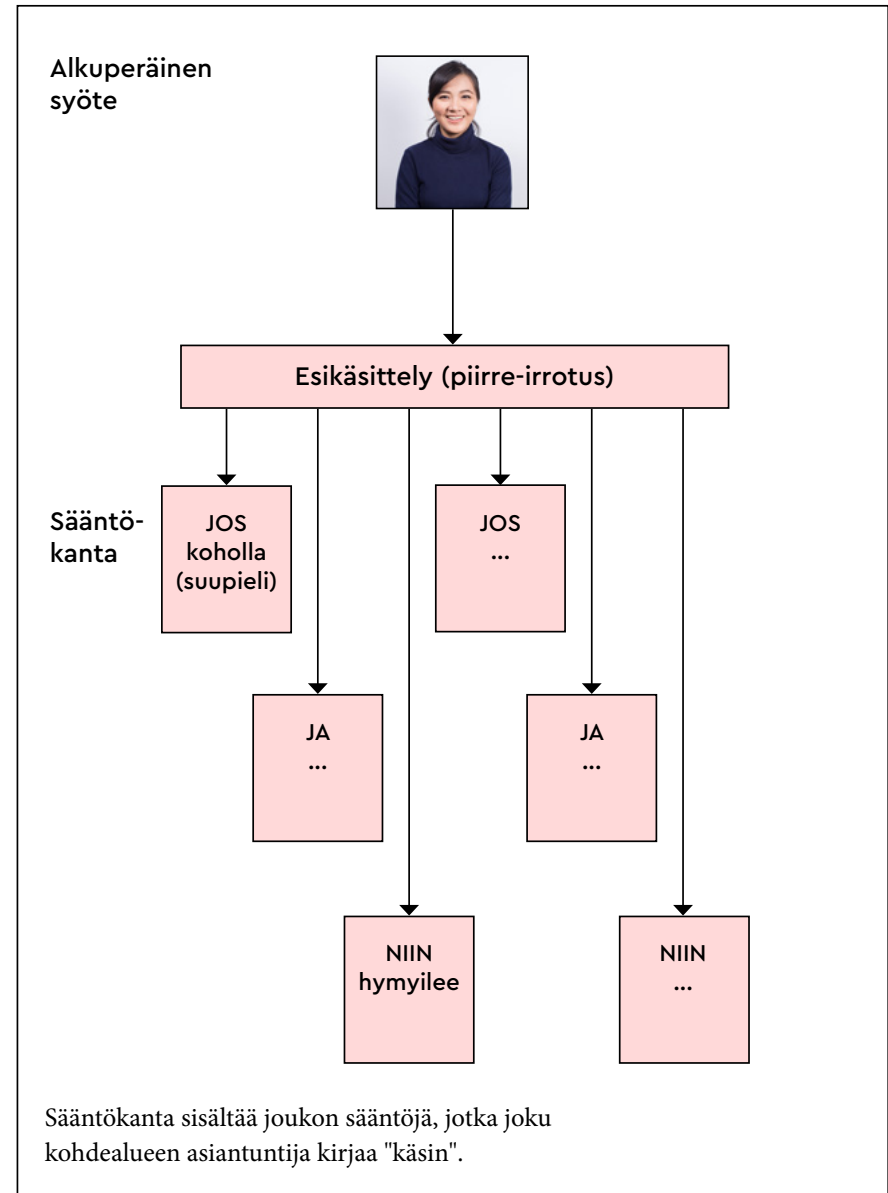 Alkuperäinen
syöte
Esikäsittely (piirre-irrotus)
Sääntö-
kanta
JOS
koholla
(suupieli)
JOS
...
JA
...
JA
...
NIIN
hymyilee
NIIN
...
Sääntökanta sisältää joukon sääntöjä, jotka joku
kohdealueen asiantuntija kirjaa "käsin".